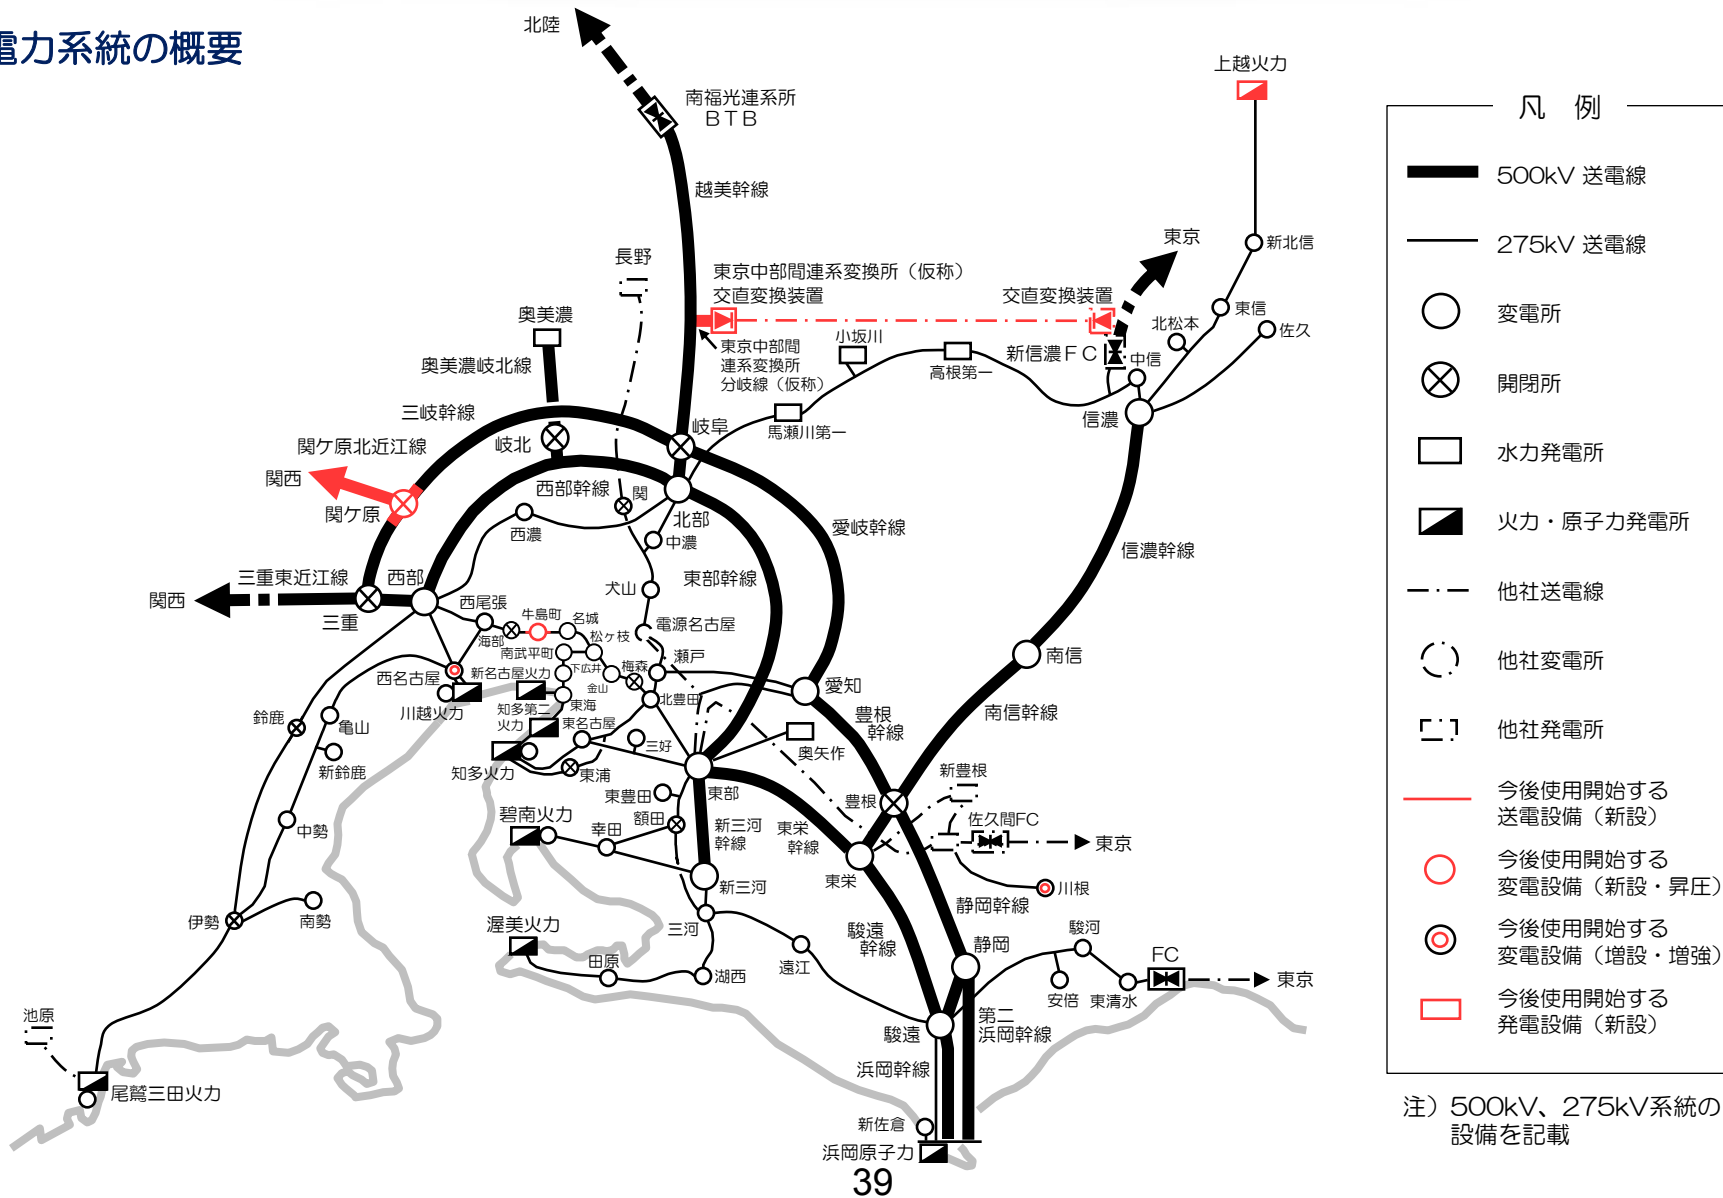 電力系統の概要
北陸
南福光連系所
BTB
上越火力
越美幹線
長野
東京
新北信
東京中部間連系変換所（仮称）
交直変換装置
交直変換装置
奥美濃
東京中部間
連系変換所
分岐線（仮称）
小坂川
高根第一
新信濃FC
北松本
東信
佐久
中信
奥美濃岐北線
三岐幹線
関ケ原北近江線
岐北
岐阜
馬瀬川第一
信濃
関西
関ケ原
西部幹線
関
西濃
北部
中濃
愛岐幹線
信濃幹線
三重東近江線
西部
東部幹線
関西
三重
西尾張
牛島町
名城
犬山
海部
松ヶ枝
電源名古屋
南武平町
瀬戸
南信
西名古屋
新名古屋火力
下広井
梅森
金山
愛知
川越火力
知多第二
火力
東海
北豊田
豊根
幹線
南信幹線
鈴鹿
亀山
東名古屋
三好
奥矢作
新鈴鹿
知多火力
東浦
新豊根
東豊田
東部
豊根
碧南火力
額田
新三河
幹線
東栄
幹線
佐久間FC
東京
中勢
幸田
東栄
新三河
川根
静岡幹線
伊勢
南勢
渥美火力
三河
駿遠
幹線
静岡
駿河
FC
田原
湖西
遠江
安倍
東清水
東京
池原
駿遠
第二
浜岡幹線
尾鷲三田火力
浜岡幹線
新佐倉
浜岡原子力
凡 例
500kV 送電線
275kV 送電線
変電所
開閉所
水力発電所
火力・原子力発電所
他社送電線
他社変電所
他社発電所
今後使用開始する
送電設備（新設）
今後使用開始する
変電設備（新設・昇圧）
今後使用開始する
変電設備（増設・増強）
今後使用開始する
発電設備（新設）
注）500kV、275kV系統の
設備を記載
39